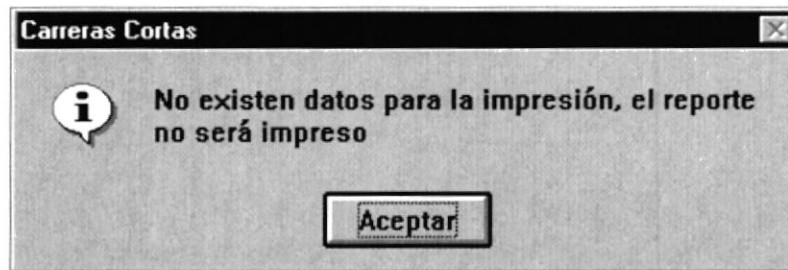 Carreras Cortas
No existen datos para la impresión, el reporte
no será impreso
Aceptar